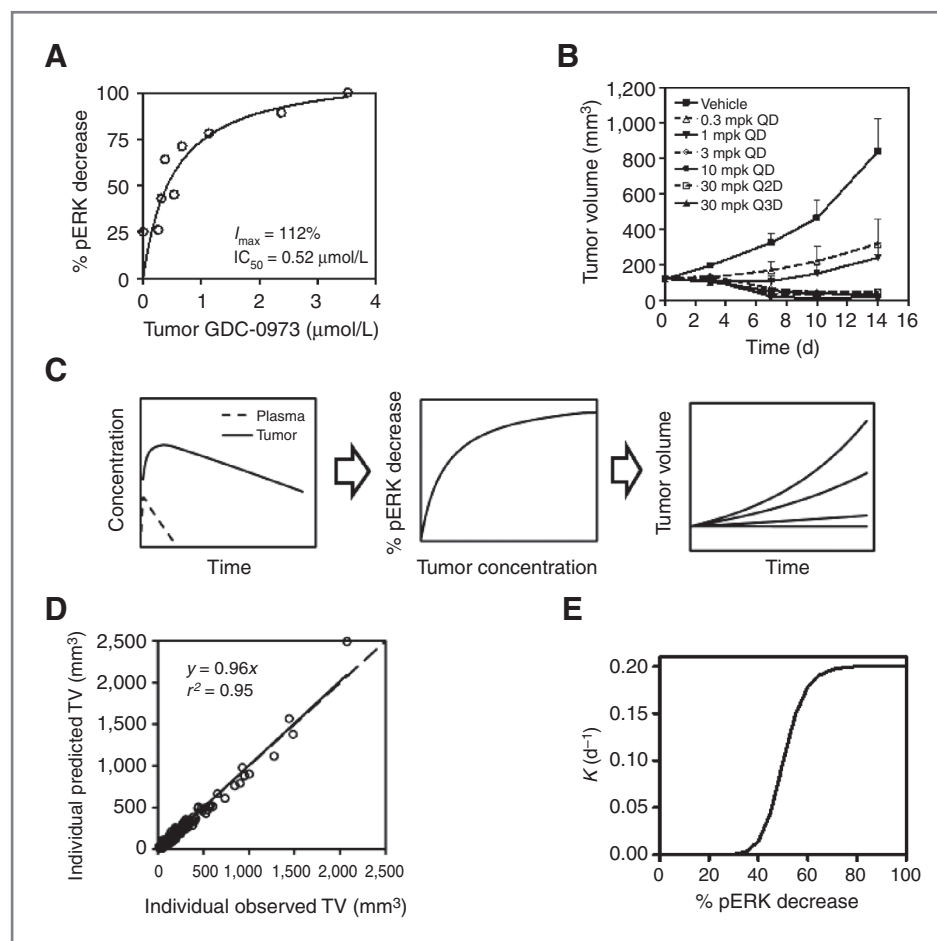 A
% pERK decrease
100
75
50
25
0
0 1 2 3 4
Tumor GDC-0973 (μmol/L)
Imax = 112%
IC50 = 0.52 μmol/L
B
Tumor volume (mm3)
1,200
1,000
800
600
400
200
0
0 2 4 6 8 10 12 14 16
Time (d)
Vehicle
0.3 mpk QD
1 mpk QD
3 mpk QD
10 mpk QD
30 mpk Q2D
30 mpk Q3D
C
Concentration
Plasma
Tumor
Time
% pERK decrease
Tumor concentration
Tumor volume
Time
D
Individual predicted TV (mm3)
2,500
2,000
1,500
1,000
500
0
y = 0.96x
r2 = 0.95
0 500 1,000 1,500 2,000 2,500
Individual observed TV (mm3)
E
K (d–1)
0.20
0.15
0.10
0.05
0.00
0 20 40 60 80 100
% pERK decrease